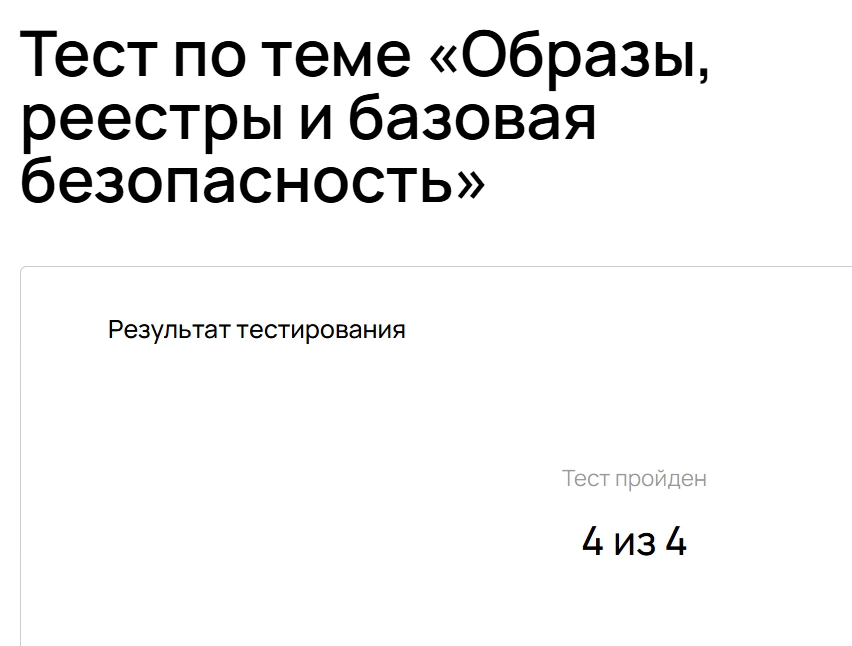 Тест по теме «Образы,
реестры и базовая
безопасность»
Результат тестирования
Тест пройден
4 из 4